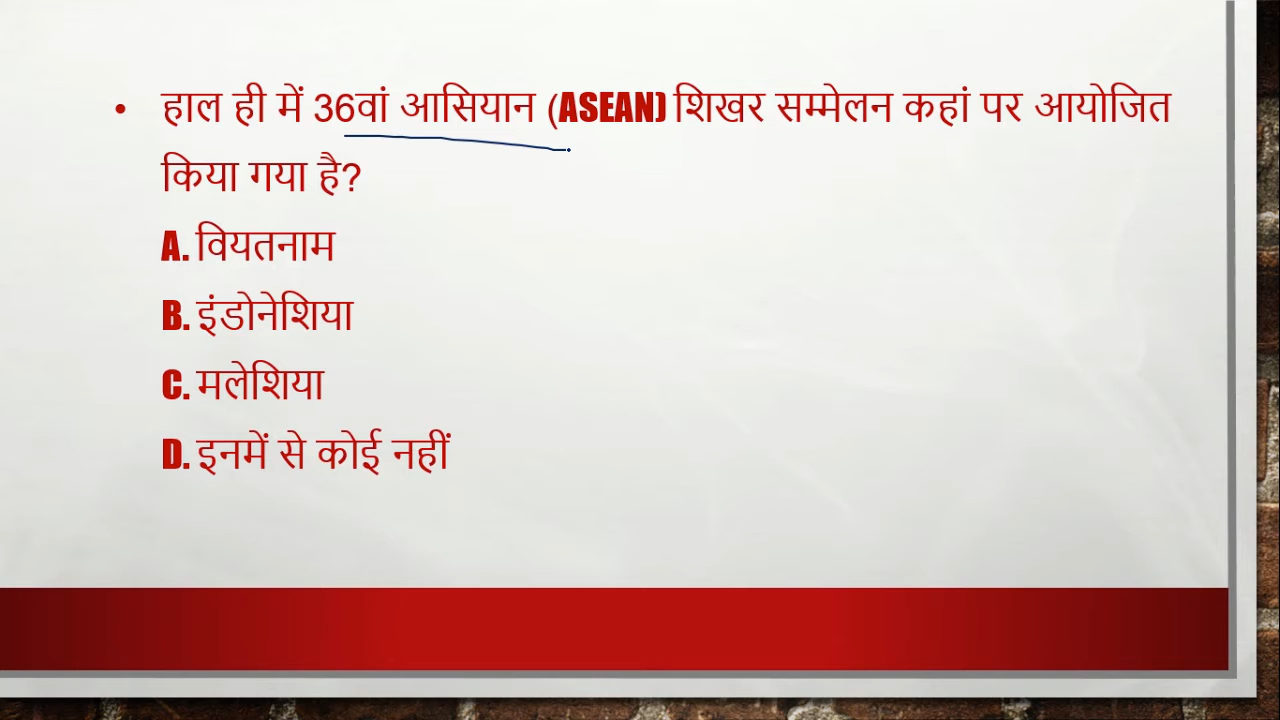 • हाल ही में 36वां आसियान (ASEAN) शिखर सम्मेलन कहां पर आयोजित
किया गया है?
A. वियतनाम
B. इंडोनेशिया
C. मलेशिया
D. इनमें से कोई नहीं